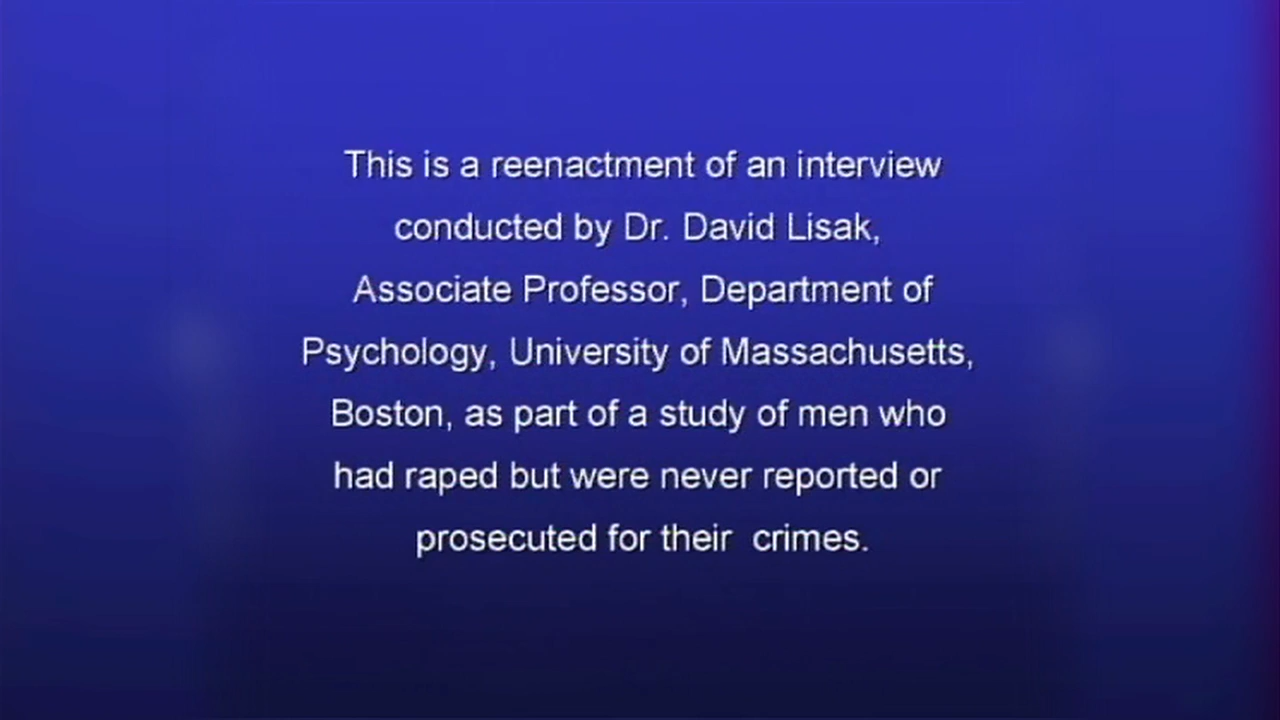 This is a reenactment of an interview
conducted by Dr. David Lisak,
Associate Professor, Department of
Psychology, University of Massachusetts,
Boston, as part of a study of men who
had raped but were never reported or
prosecuted for their  crimes.